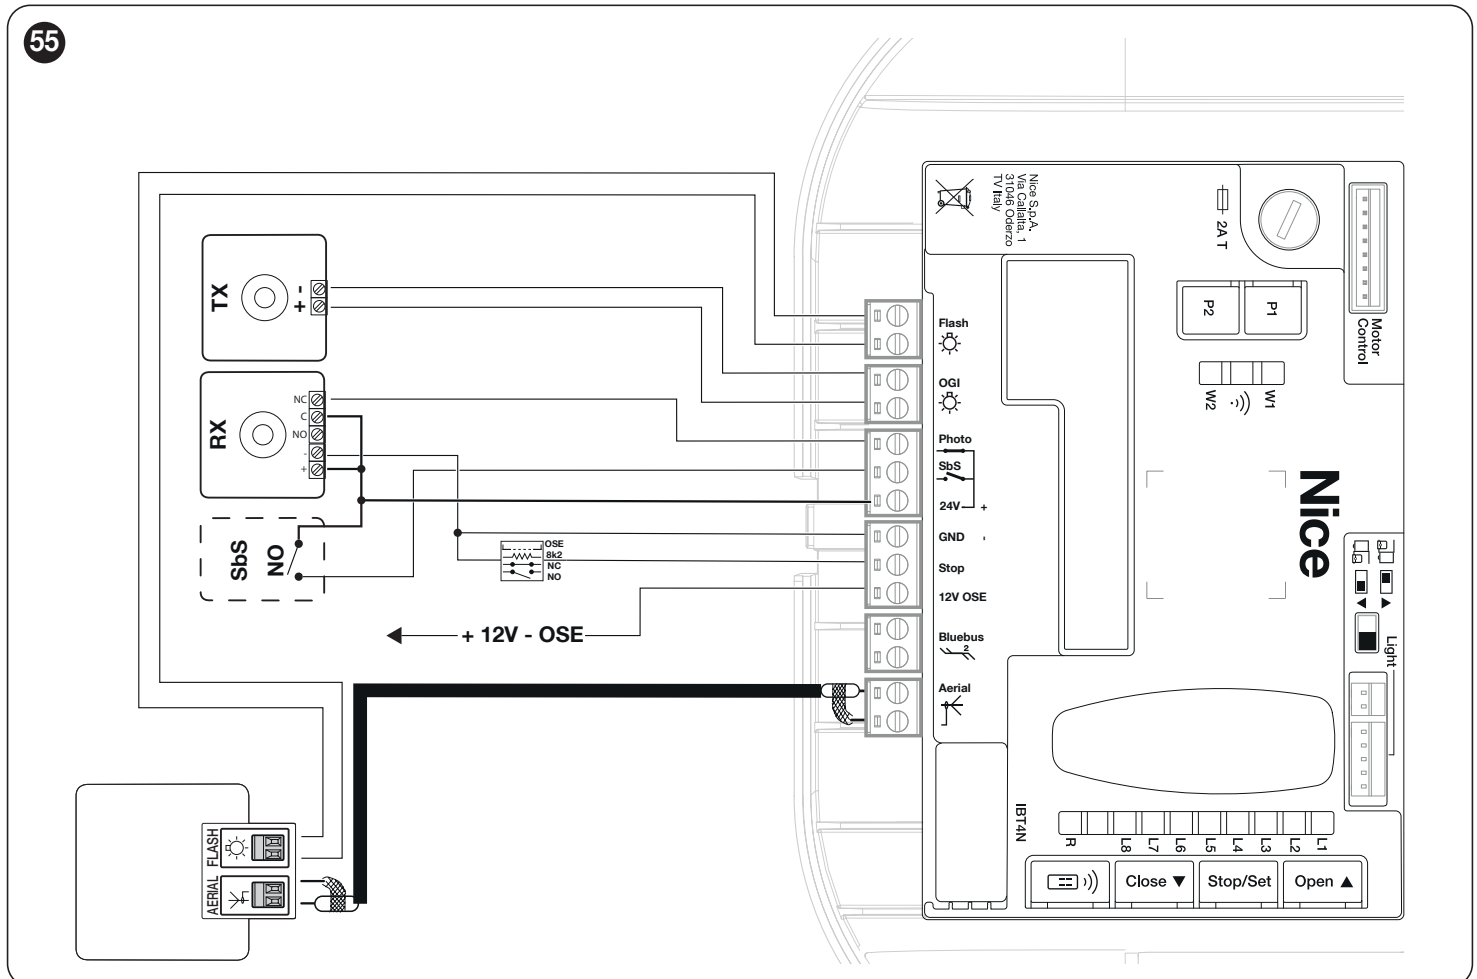 55
Nice S.p.A.
Via Callalta, 1
31046 Oderzo
TV Italy
2A T
Motor
Control
P2
P1
W2
W1
TX
-
+
RX
NC
C
NO
-
+
SbS
NO
OSE
8k2
NC
NO
+ 12V - OSE
Flash
OGI
Photo
SbS
24V
+
GND
-
Stop
12V OSE
Bluebus
2
Aerial
Nice
Light
FLASH
AERIAL
IBT4N
R
L8
L7
L6
L5
L4
L3
L2
L1
Close ▼
Stop/Set
Open ▲